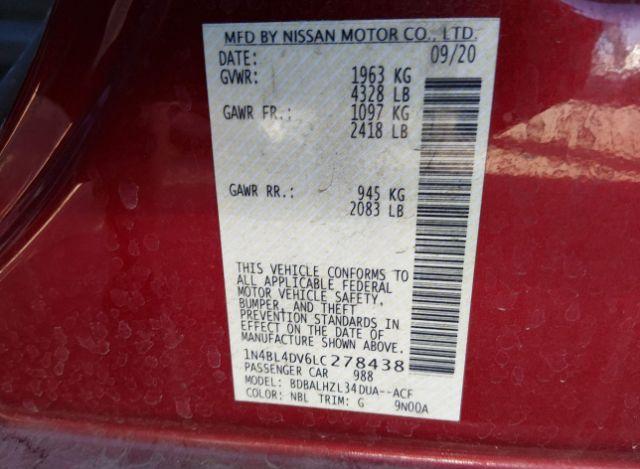 MFD BY NISSAN MOTOR CO., LTD.
DATE: 09/20
GVWR: 1963 KG
4328 LB
GAWR FR.: 1097 KG
2418 LB
GAWR RR.: 945 KG
2083 LB
THIS VEHICLE CONFORMS TO
ALL APPLICABLE FEDERAL
MOTOR VEHICLE SAFETY,
BUMPER, AND THEFT
PREVENTION STANDARDS IN
EFFECT ON THE DATE OF
MANUFACTURE SHOWN ABOVE.
1N4BL4DV6LC278438
PASSENGER CAR 988
MODEL: BDBALHZL34DUA--ACF
COLOR: NBL TRIM: G 9N00A